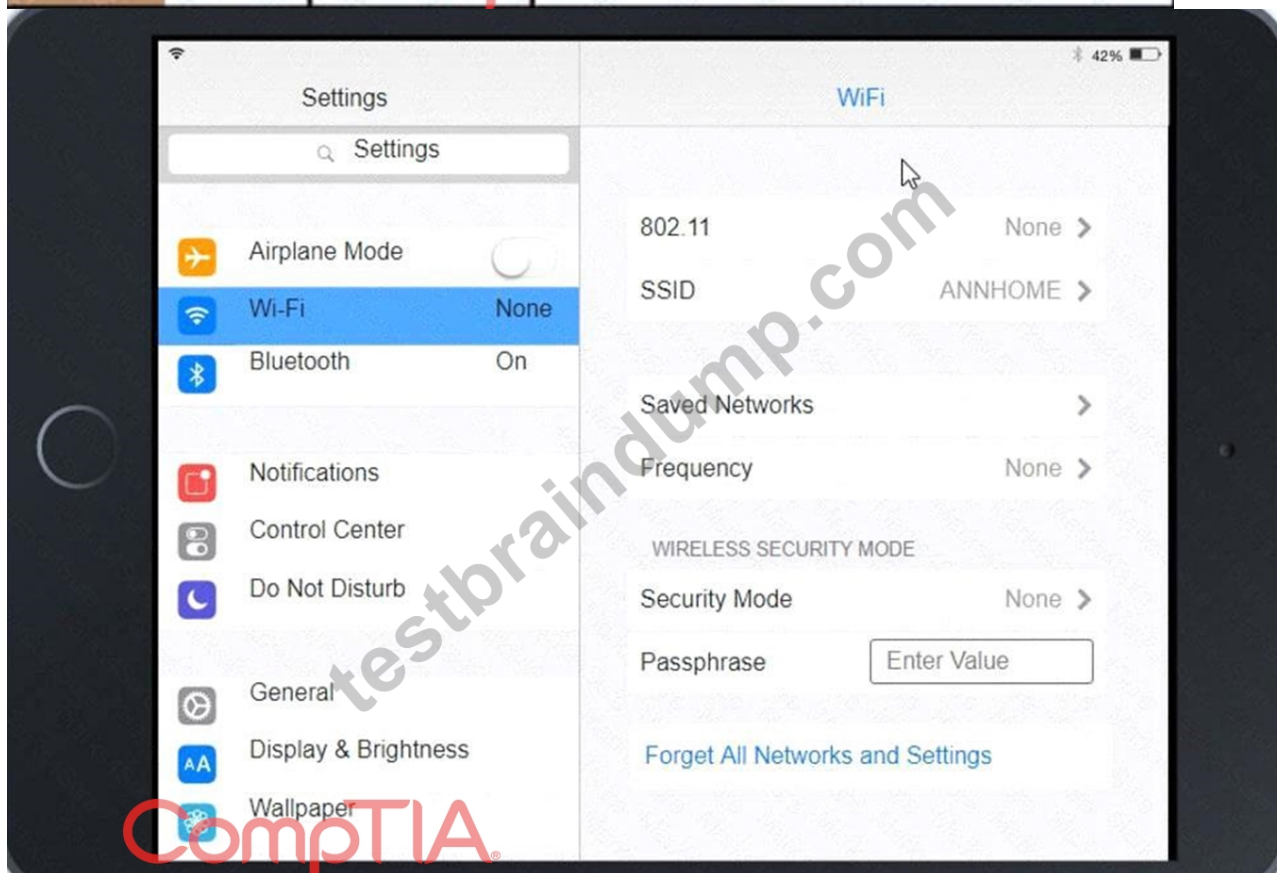 42%
Settings
WiFi
Settings
Airplane Mode
Wi-Fi None
Bluetooth On
Notifications
Control Center
Do Not Disturb
General
Display & Brightness
Wallpaper
802.11 None
SSID ANNHOME
Saved Networks
Frequency None
WIRELESS SECURITY MODE
Security Mode None
Passphrase Enter Value
Forget All Networks and Settings
testbraindump.com
CompTIA®